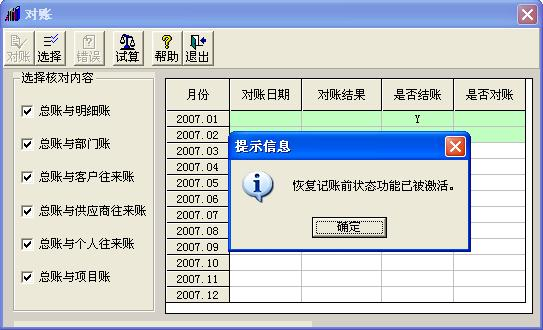 对账
对账 选择 错误 试算 帮助 退出
选择核对内容
总账与明细账
总账与部门账
总账与客户往来账
总账与供应商往来账
总账与个人往来账
总账与项目账
月份 对账日期 对账结果 是否结账 是否对账
2007.01 Y
2007.02
2007.03
2007.04
2007.05
2007.06
2007.07
2007.08
2007.09
2007.10
2007.11
2007.12
提示信息
恢复记账前状态功能已被激活。
确定